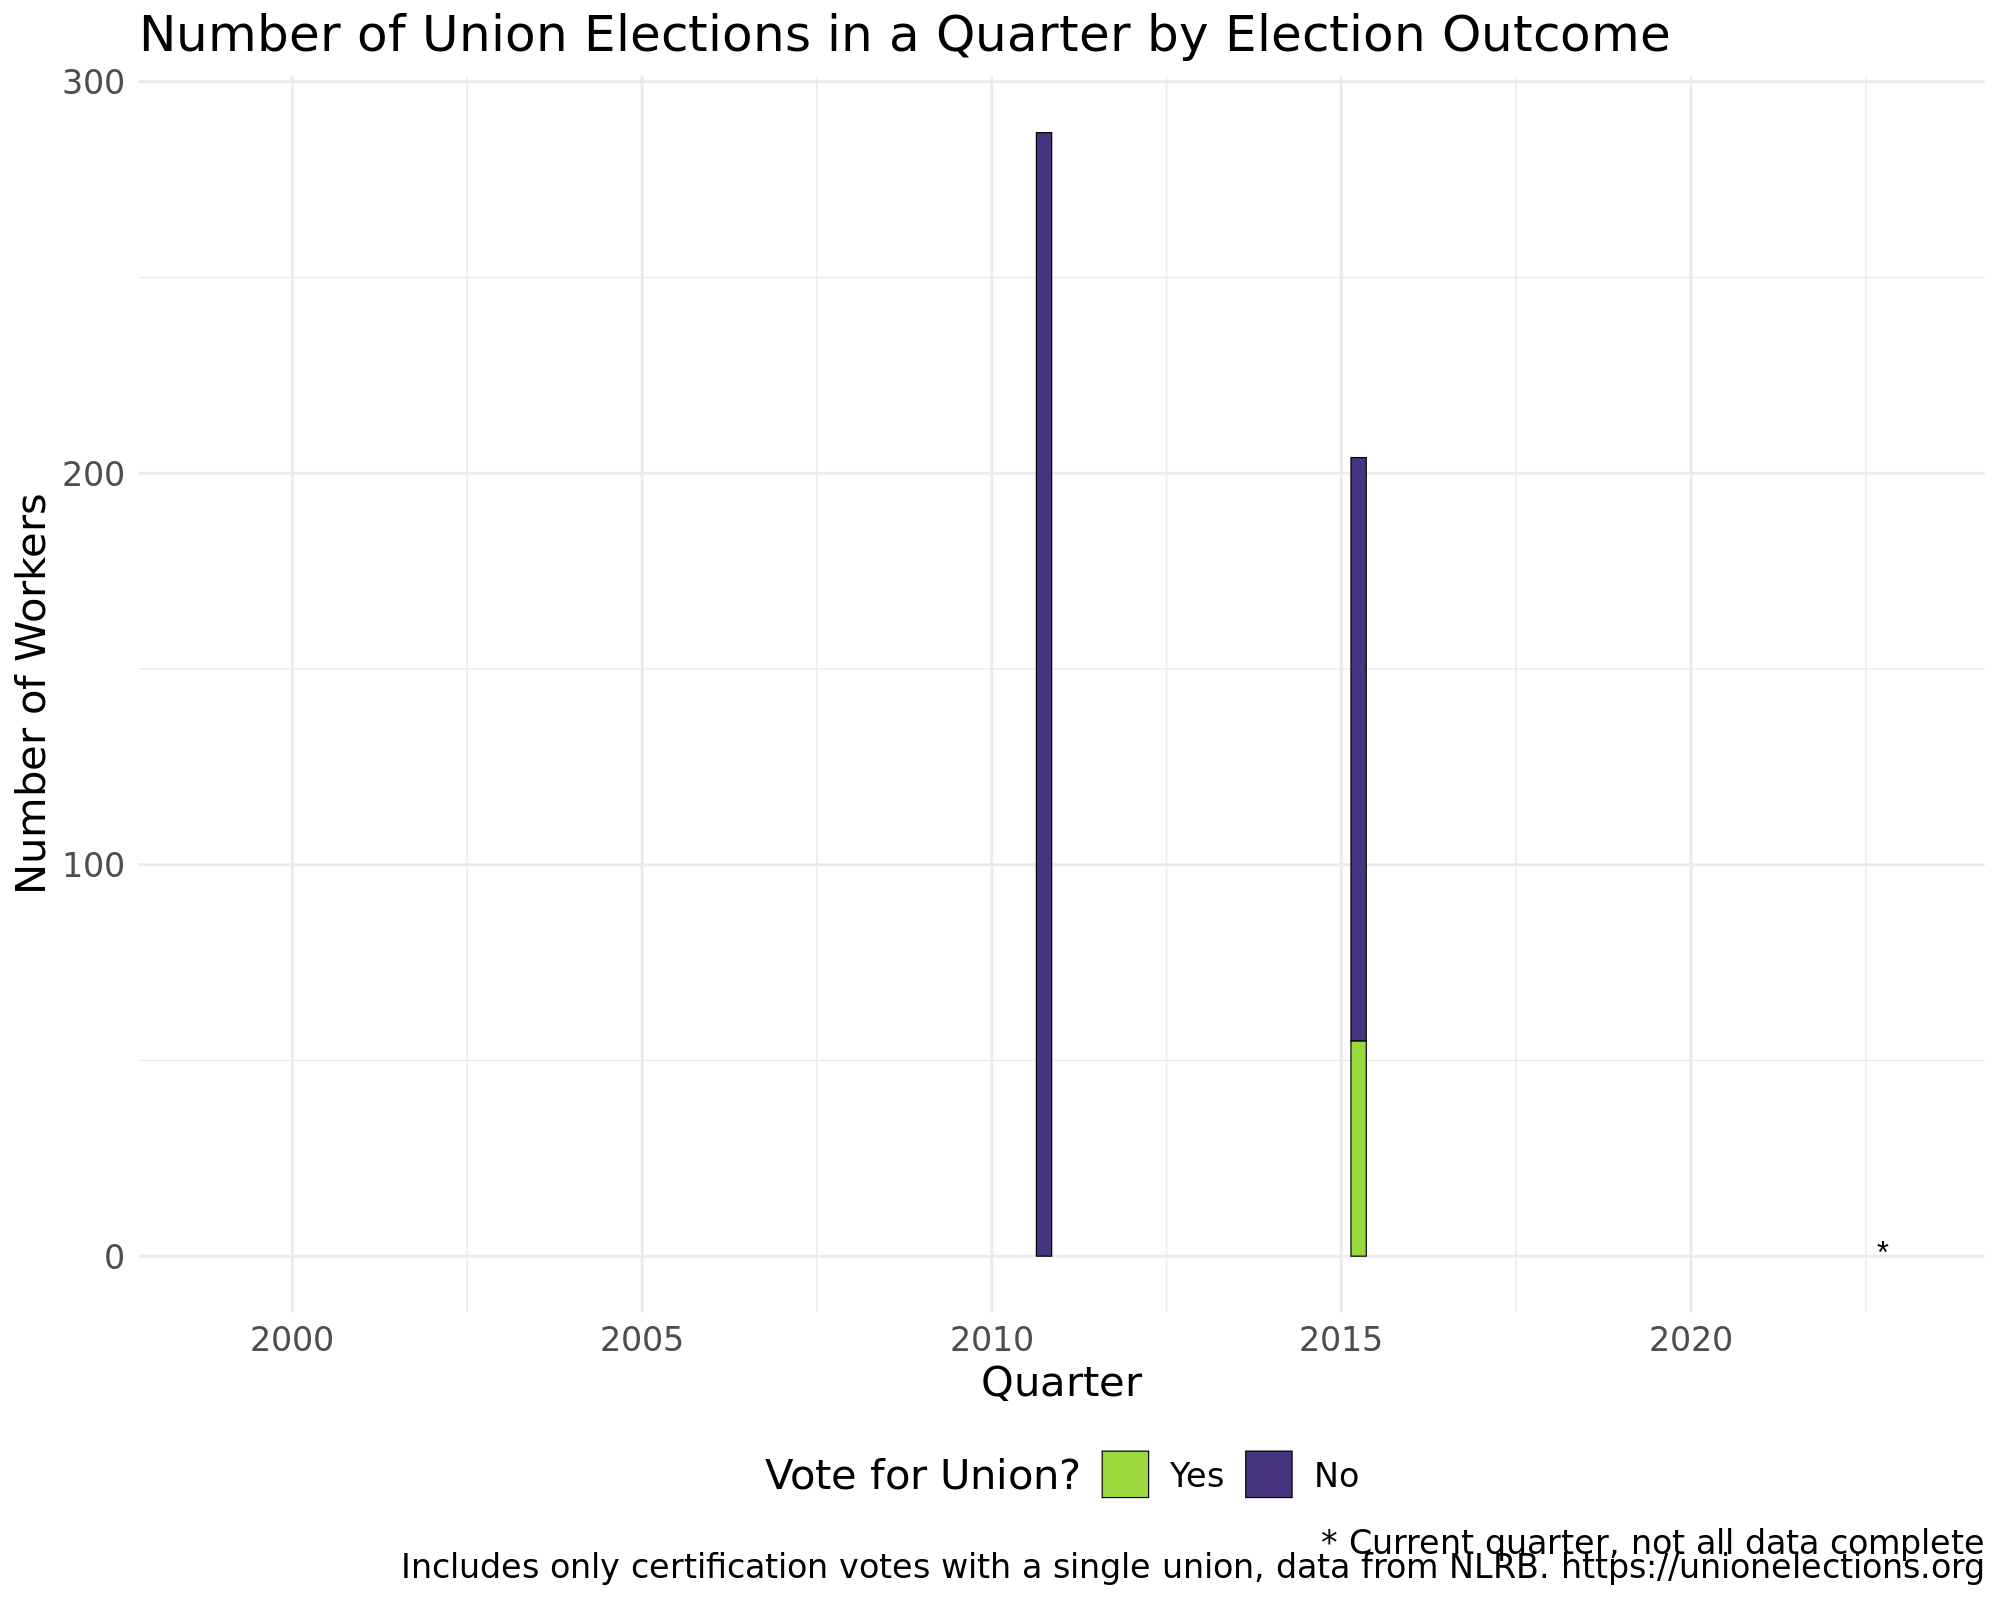 Number of Union Elections in a Quarter by Election Outcome
300
200
100
0
Number of Workers
*
2000 2005 2010 2015 2020
Quarter
Vote for Union? Yes No
* Current quarter, not all data complete
Includes only certification votes with a single union, data from NLRB. https://unionelections.org